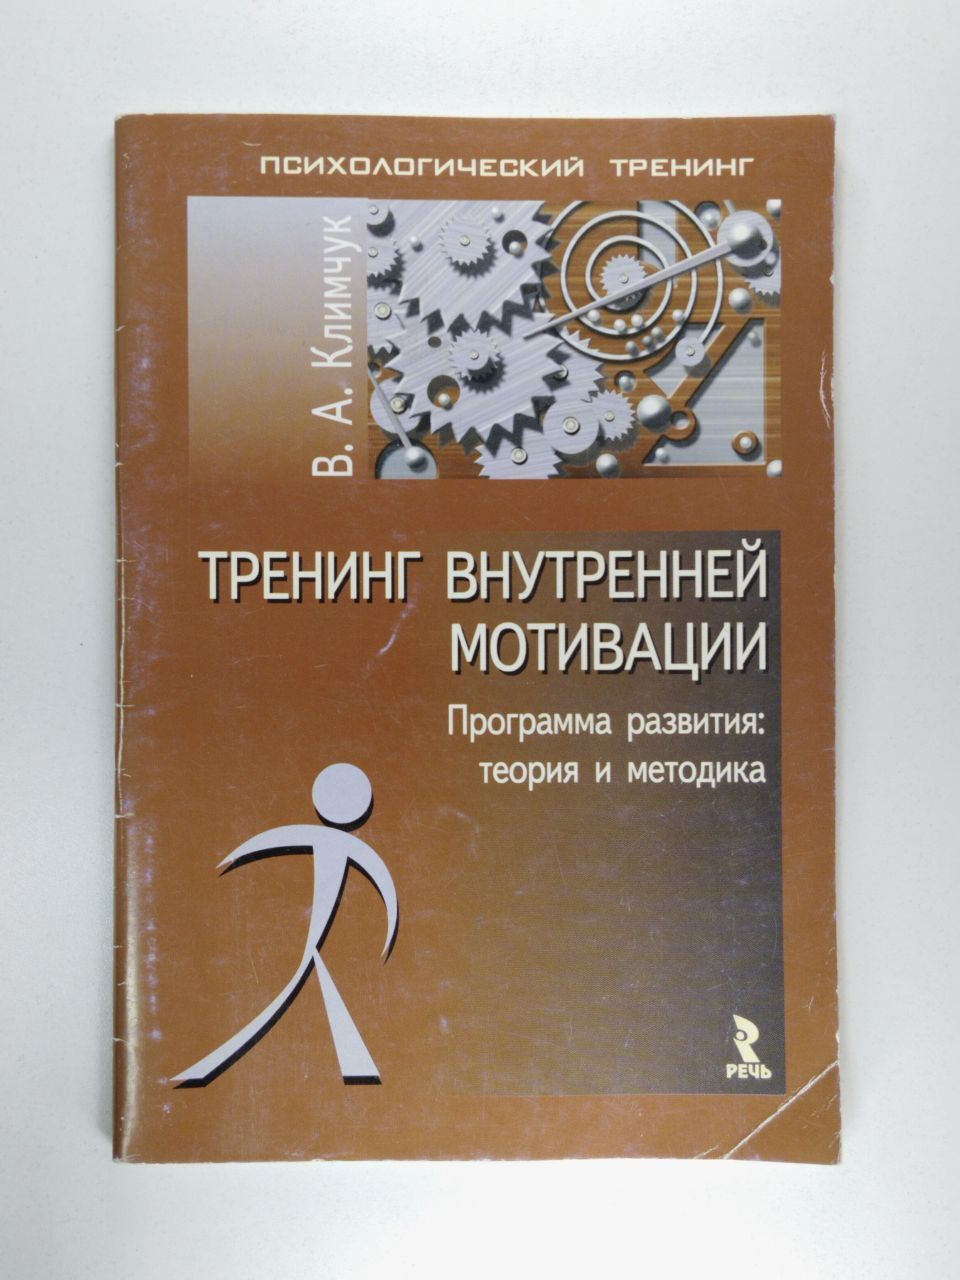 ПСИХОЛОГИЧЕСКИЙ ТРЕНИНГ
В. А. Климчук
ТРЕНИНГ ВНУТРЕННЕЙ
МОТИВАЦИИ
Программа развития:
теория и методика
РЕЧЬ